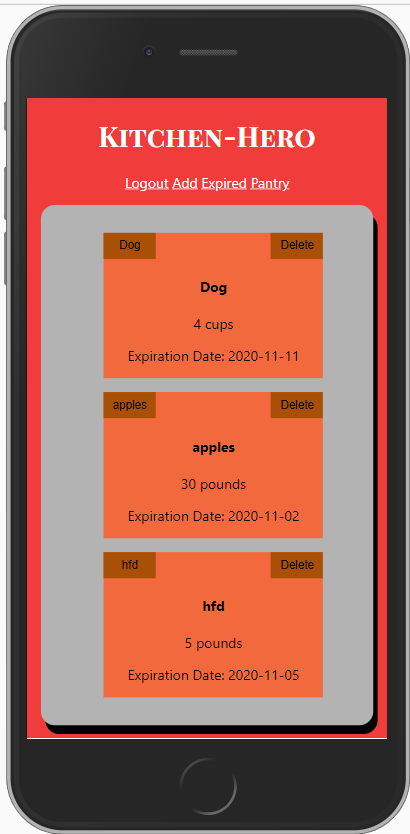 Kitchen-Hero
Logout Add Expired Pantry
Dog Delete
Dog
4 cups
Expiration Date: 2020-11-11
apples Delete
apples
30 pounds
Expiration Date: 2020-11-02
hfd Delete
hfd
5 pounds
Expiration Date: 2020-11-05